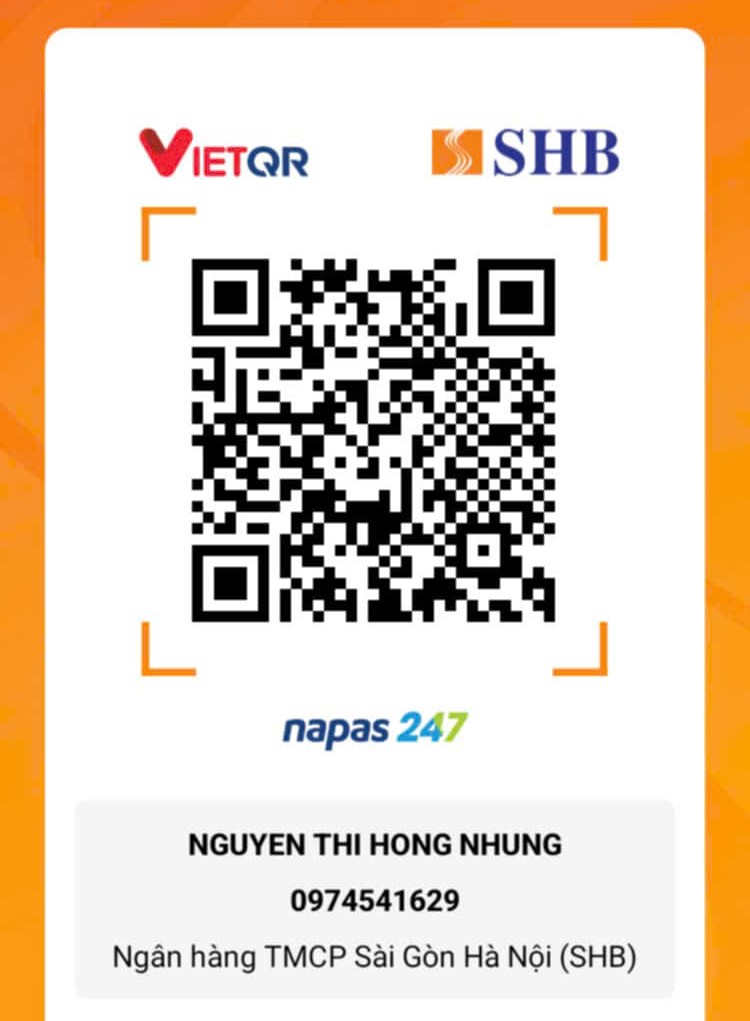 VIETQR
SHB
napas 247
NGUYEN THI HONG NHUNG
0974541629
Ngân hàng TMCP Sài Gòn Hà Nội (SHB)